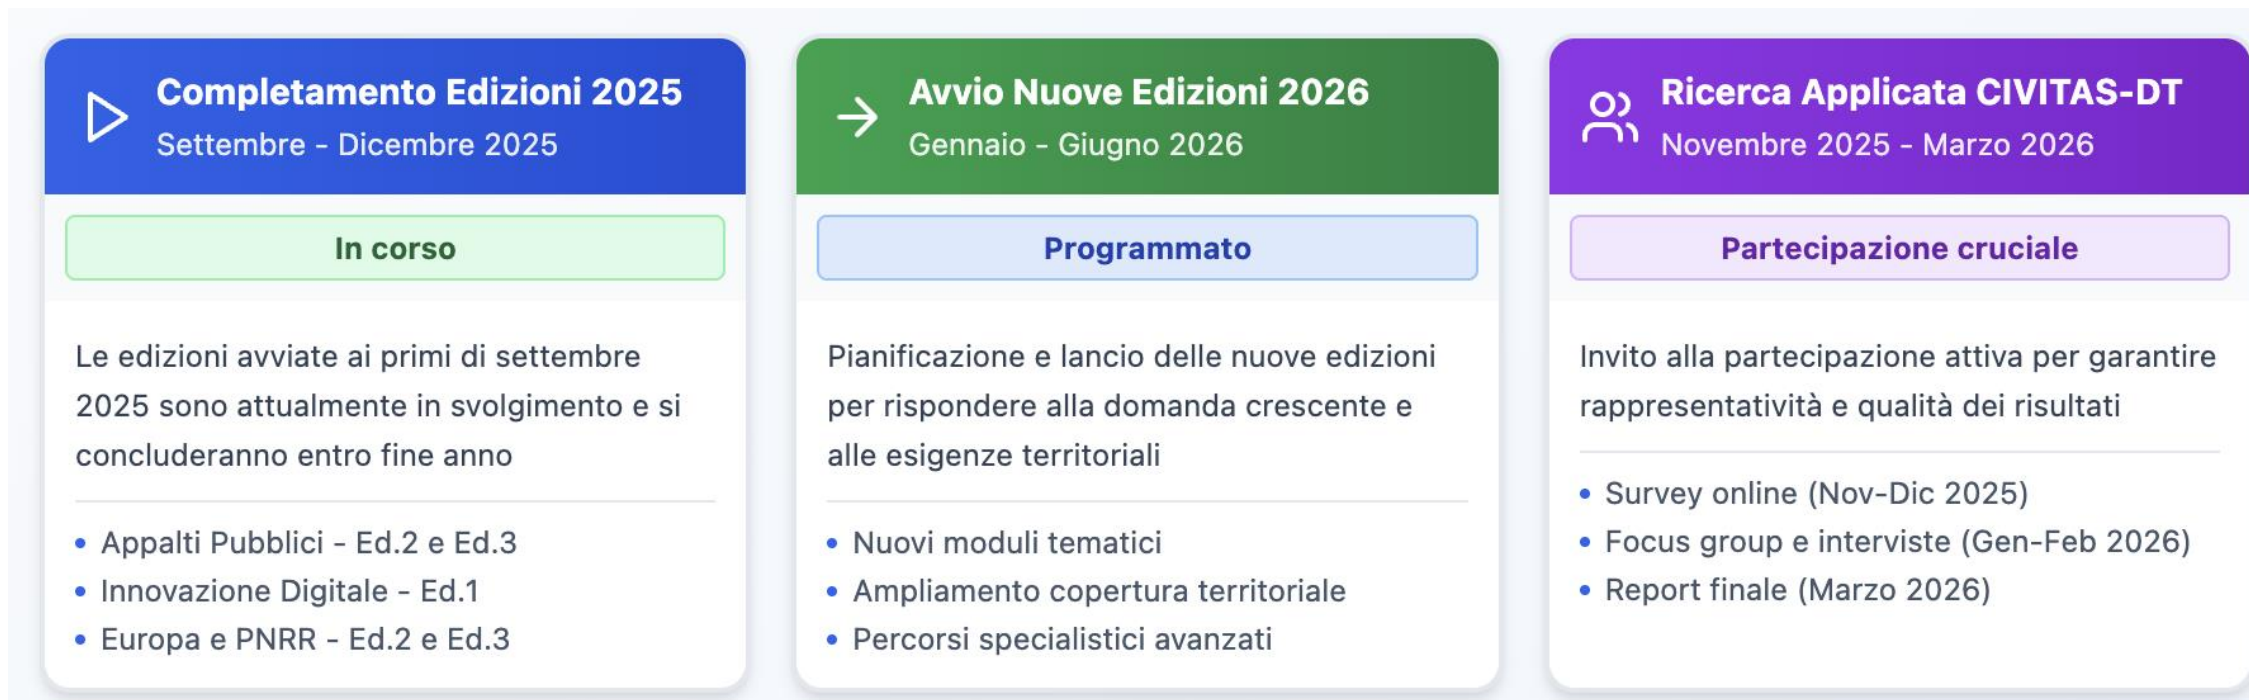 Completamento Edizioni 2025
Settembre - Dicembre 2025
In corso
Le edizioni avviate ai primi di settembre
2025 sono attualmente in svolgimento e si
concluderanno entro fine anno
• Appalti Pubblici - Ed.2 e Ed.3
• Innovazione Digitale - Ed.1
• Europa e PNRR - Ed.2 e Ed.3
Avvio Nuove Edizioni 2026
Gennaio - Giugno 2026
Programmato
Pianificazione e lancio delle nuove edizioni
per rispondere alla domanda crescente e
alle esigenze territoriali
• Nuovi moduli tematici
• Ampliamento copertura territoriale
• Percorsi specialistici avanzati
Ricerca Applicata CIVITAS-DT
Novembre 2025 - Marzo 2026
Partecipazione cruciale
Invito alla partecipazione attiva per garantire
rappresentatività e qualità dei risultati
• Survey online (Nov-Dic 2025)
• Focus group e interviste (Gen-Feb 2026)
• Report finale (Marzo 2026)